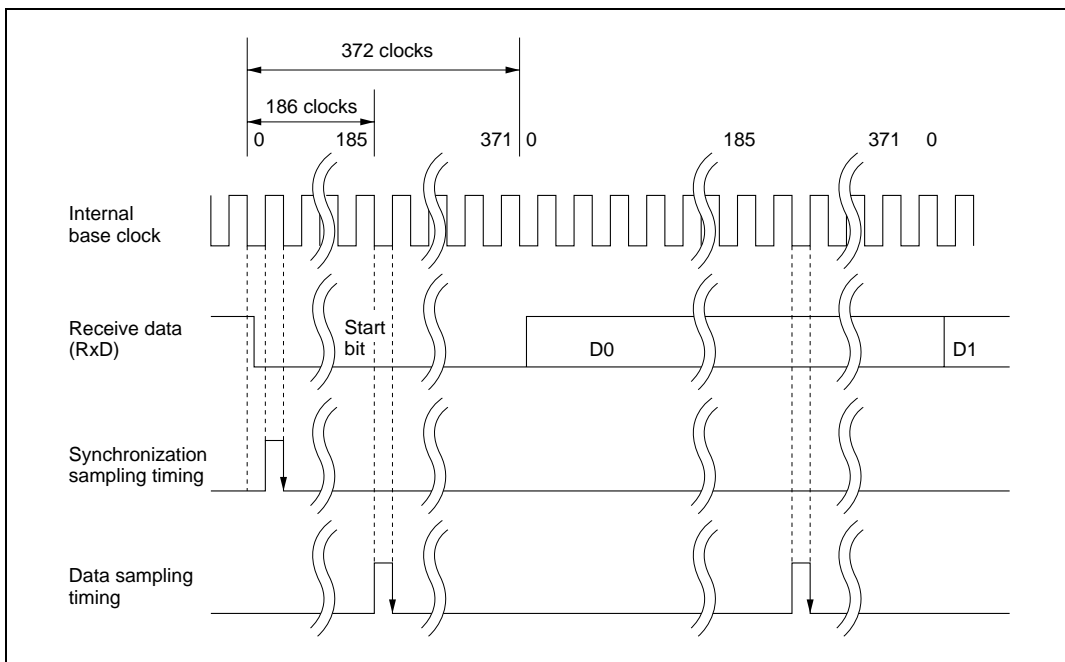 372 clocks
186 clocks
0 185 371 0 185 371 0
Internal
base clock
Receive data
(RxD)
Start
bit
D0
D1
Synchronization
sampling timing
Data sampling
timing